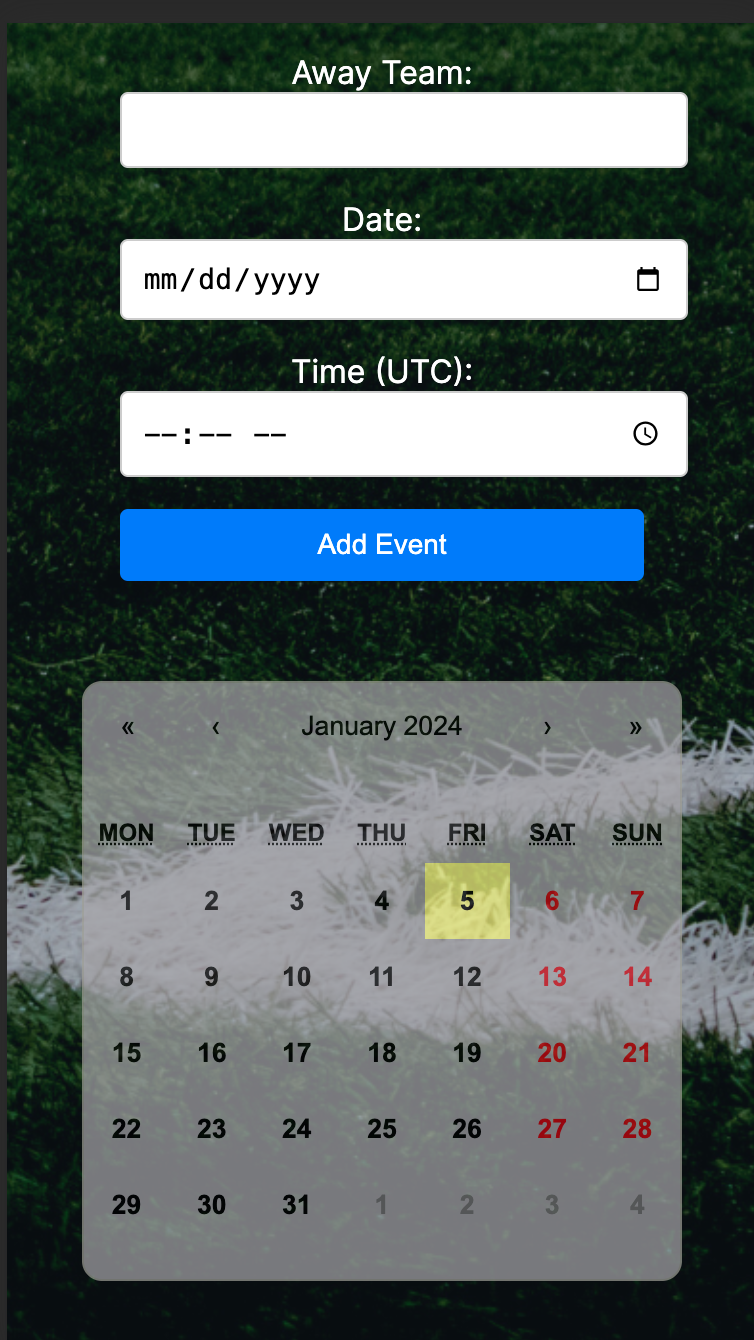 Away Team:
Date:
mm/dd/yyyy
Time (UTC):
--:-- --
Add Event
« ‹ January 2024 › »
MON TUE WED THU FRI SAT SUN
1 2 3 4 5 6 7
8 9 10 11 12 13 14
15 16 17 18 19 20 21
22 23 24 25 26 27 28
29 30 31 1 2 3 4